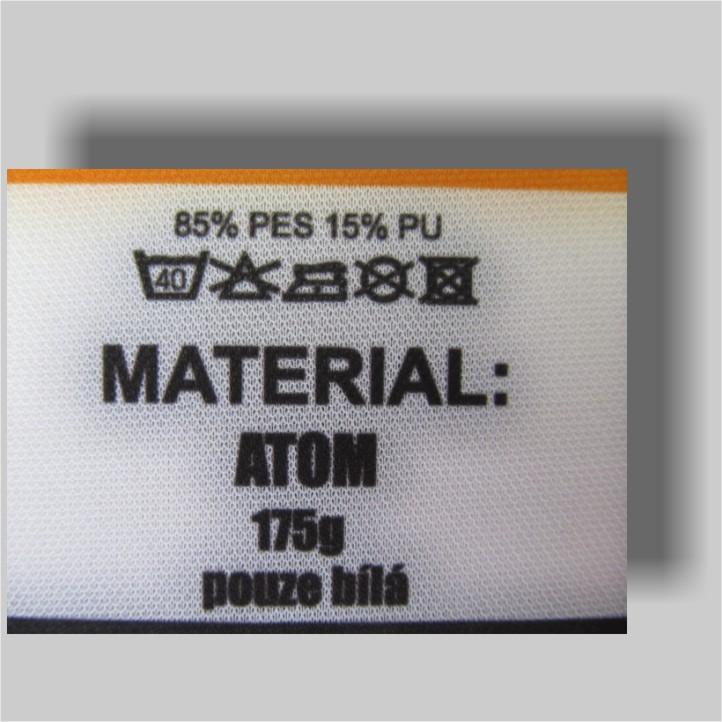 85% PES 15% PU
40
MATERIAL:
ATOM
175g
pouze bílá